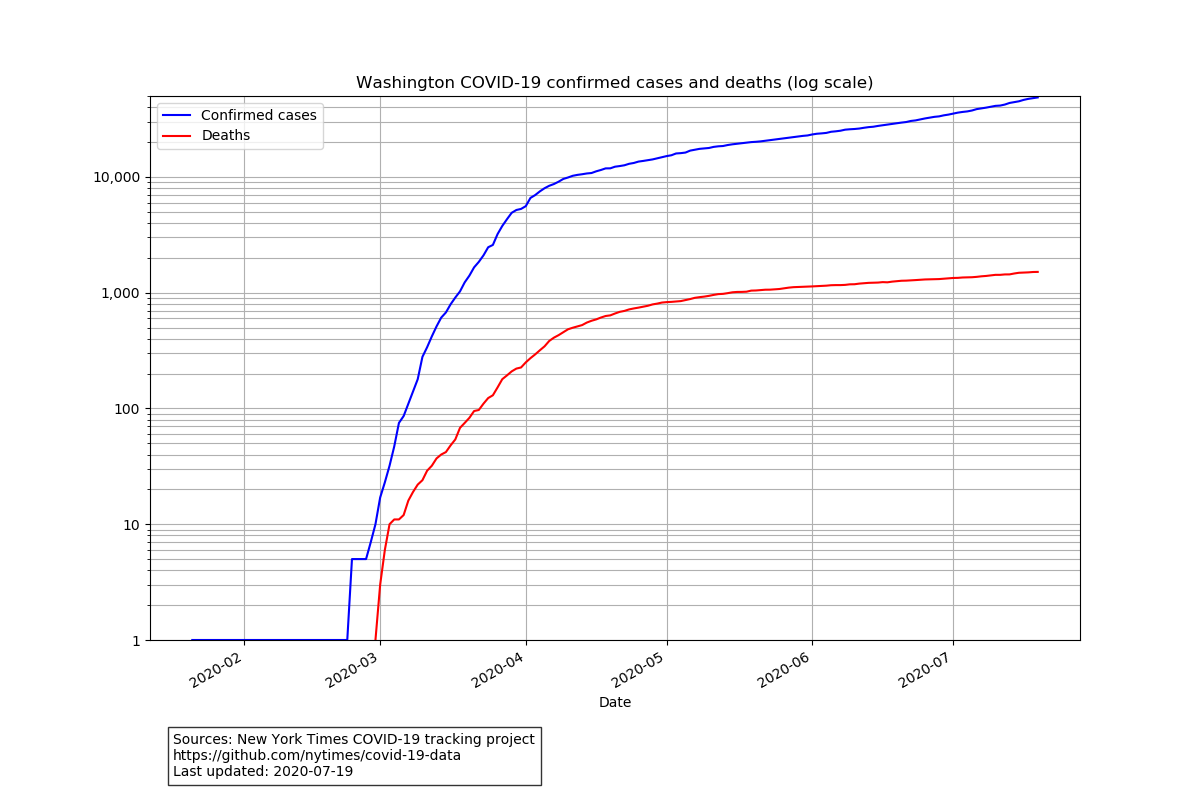 Washington COVID-19 confirmed cases and deaths (log scale)
Confirmed cases
Deaths
10,000
1,000
100
10
1
2020-02
2020-03
2020-04
2020-05
2020-06
2020-07
Date
Sources: New York Times COVID-19 tracking project
https://github.com/nytimes/covid-19-data
Last updated: 2020-07-19